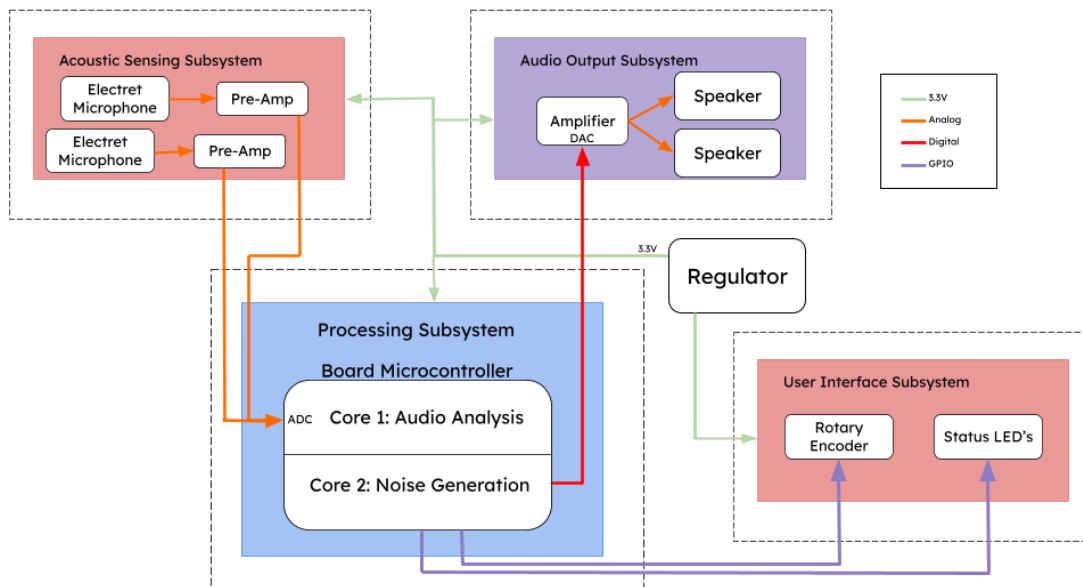 Acoustic Sensing Subsystem
Electret
Microphone
Pre-Amp
Electret
Microphone
Pre-Amp
Audio Output Subsystem
Amplifier
DAC
Speaker
Speaker
3.3V
Analog
Digital
GPIO
3.3V
Regulator
Processing Subsystem
Board Microcontroller
ADC
Core 1: Audio Analysis
Core 2: Noise Generation
User Interface Subsystem
Rotary
Encoder
Status LED's